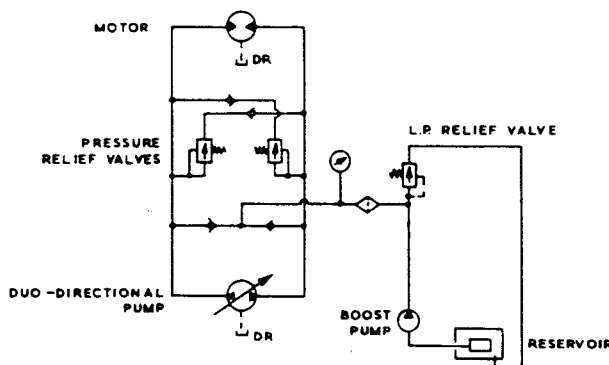 MOTOR
DR
L.P. RELIEF VALVE
PRESSURE
RELIEF VALVES
DUO-DIRECTIONAL
PUMP
DR
BOOST
PUMP
RESERVOIR